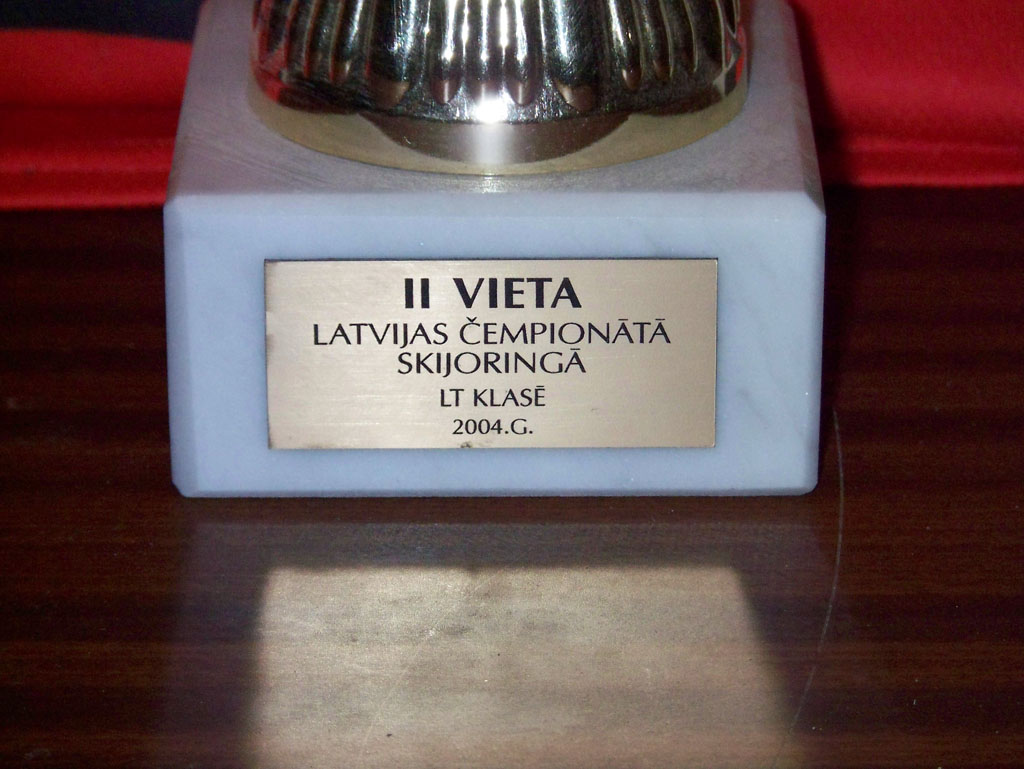 II VIETA
LATVIJAS ČEMPIONĀTĀ
SKIJORINGĀ
LT KLASĒ
2004.G.